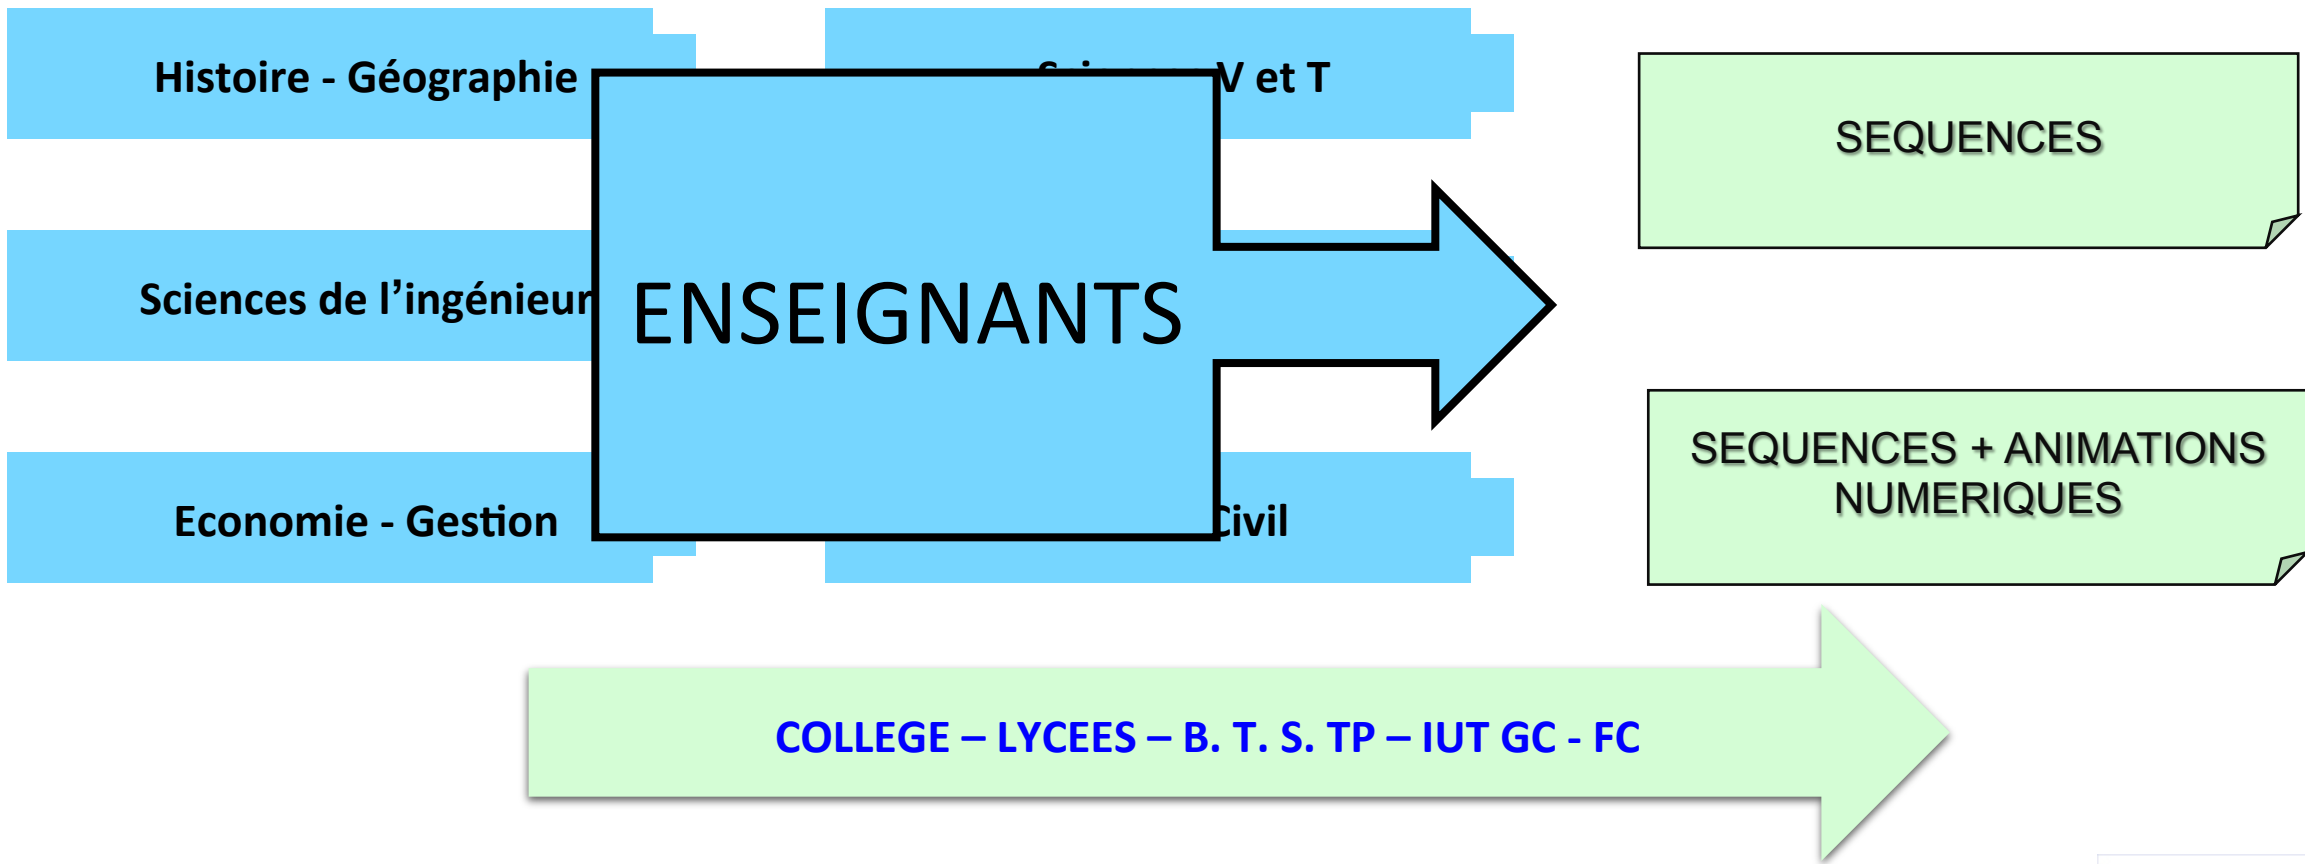 Histoire - Géographie
V et T
SEQUENCES
Sciences de l’ingénieur
ENSEIGNANTS
SEQUENCES + ANIMATIONS
NUMERIQUES
Economie - Gestion
Civil
COLLEGE – LYCEES – B. T. S. TP – IUT GC - FC